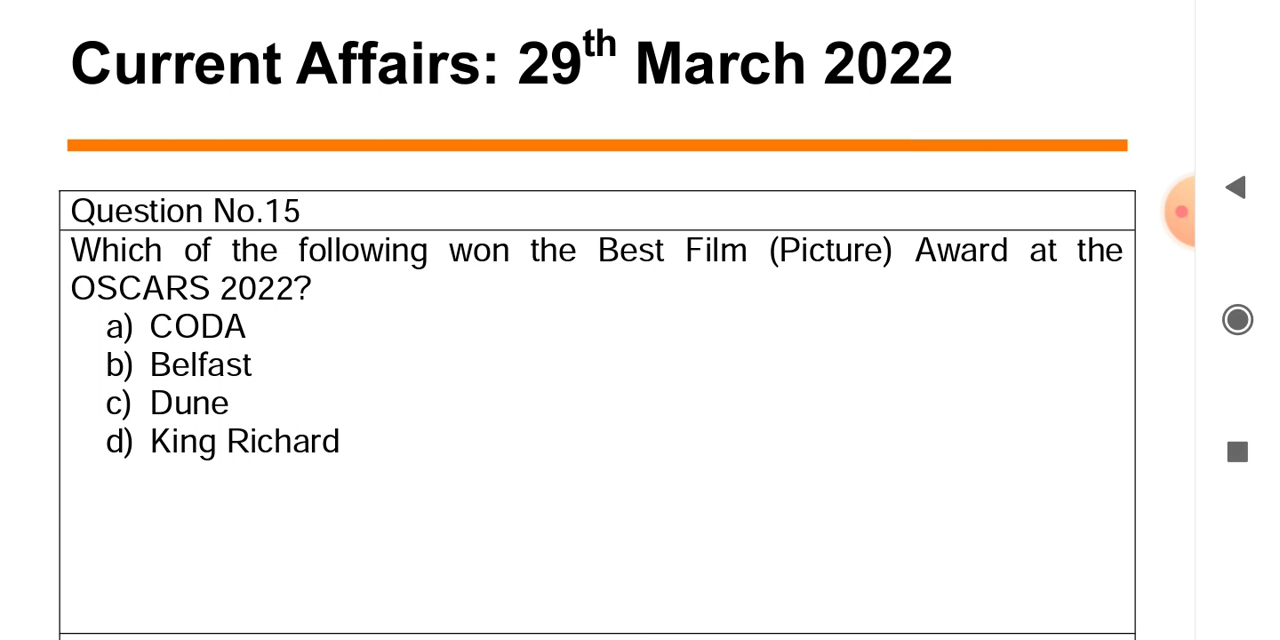 Current Affairs: 29th March 2022
Question No.15
Which of the following won the Best Film (Picture) Award at the
OSCARS 2022?
a) CODA
b) Belfast
c) Dune
d) King Richard